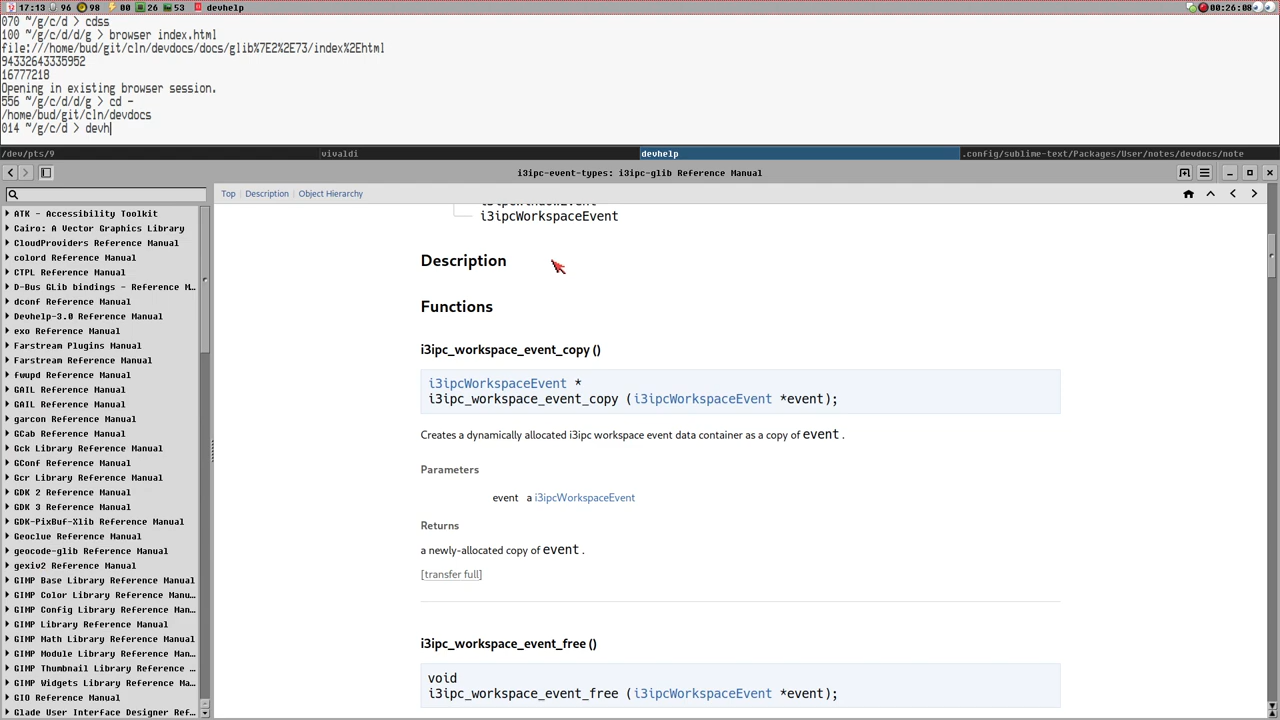 17:13 96 98 00 26 53 devhelp 00:26:08
070 ~/g/c/d > cdss
100 ~/g/c/d/d/g > browser index.html
file:///home/bud/git/cln/devdocs/docs/glib%7E2%2E73/index%2Ehtml
94332643335952
16777218
Opening in existing browser session.
556 ~/g/c/d/d/g > cd -
/home/bud/git/cln/devdocs
014 ~/g/c/d > devh
/dev/pts/9 vivaldi devhelp .config/sublime-text/Packages/User/notes/devdocs/note
i3ipc-event-types: i3ipc-glib Reference Manual
Top | Description | Object Hierarchy
ATK - Accessibility Toolkit
Cairo: A Vector Graphics Library
CloudProviders Reference Manual
colord Reference Manual
CTPL Reference Manual
D-Bus GLib bindings - Reference M…
dconf Reference Manual
Devhelp-3.0 Reference Manual
exo Reference Manual
Farstream Plugins Manual
Farstream Reference Manual
fwupd Reference Manual
GAIL Reference Manual
GAIL Reference Manual
garcon Reference Manual
GCab Reference Manual
Gck Library Reference Manual
GConf Reference Manual
Gcr Library Reference Manual
GDK 2 Reference Manual
GDK 3 Reference Manual
GDK-PixBuf-Xlib Reference Manual
Geoclue Reference Manual
geocode-glib Reference Manual
gexiv2 Reference Manual
GIMP Base Library Reference Manual
GIMP Color Library Reference Manual
GIMP Config Library Reference Man…
GIMP Library Reference Manual
GIMP Math Library Reference Manual
GIMP Module Library Reference Man…
GIMP Thumbnail Library Reference …
GIMP Widgets Library Reference Ma…
GIO Reference Manual
Glade User Interface Designer Ref…
i3ipcWorkspaceEvent
Description
Functions
i3ipc_workspace_event_copy ()
i3ipcWorkspaceEvent *
i3ipc_workspace_event_copy (i3ipcWorkspaceEvent *event);
Creates a dynamically allocated i3ipc workspace event data container as a copy of event .
Parameters
event a i3ipcWorkspaceEvent
Returns
a newly-allocated copy of event .
[transfer full]
i3ipc_workspace_event_free ()
void
i3ipc_workspace_event_free (i3ipcWorkspaceEvent *event);